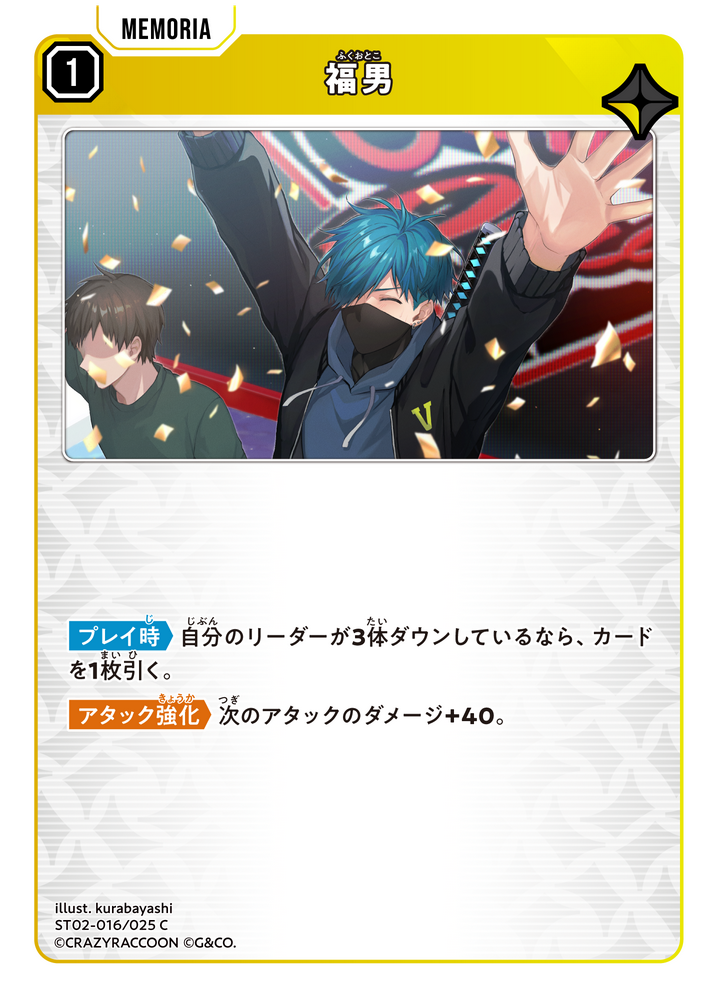 MEMORIA
1
ふくおとこ
福男
V
じ じぶん たい
プレイ時 自分のリーダーが3体ダウンしているなら、カード
まい ひ
を1枚引く。
きょうか つぎ
アタック強化 次のアタックのダメージ+40。
illust. kurabayashi
ST02-016/025 C
©CRAZYRACCOON ©G&CO.